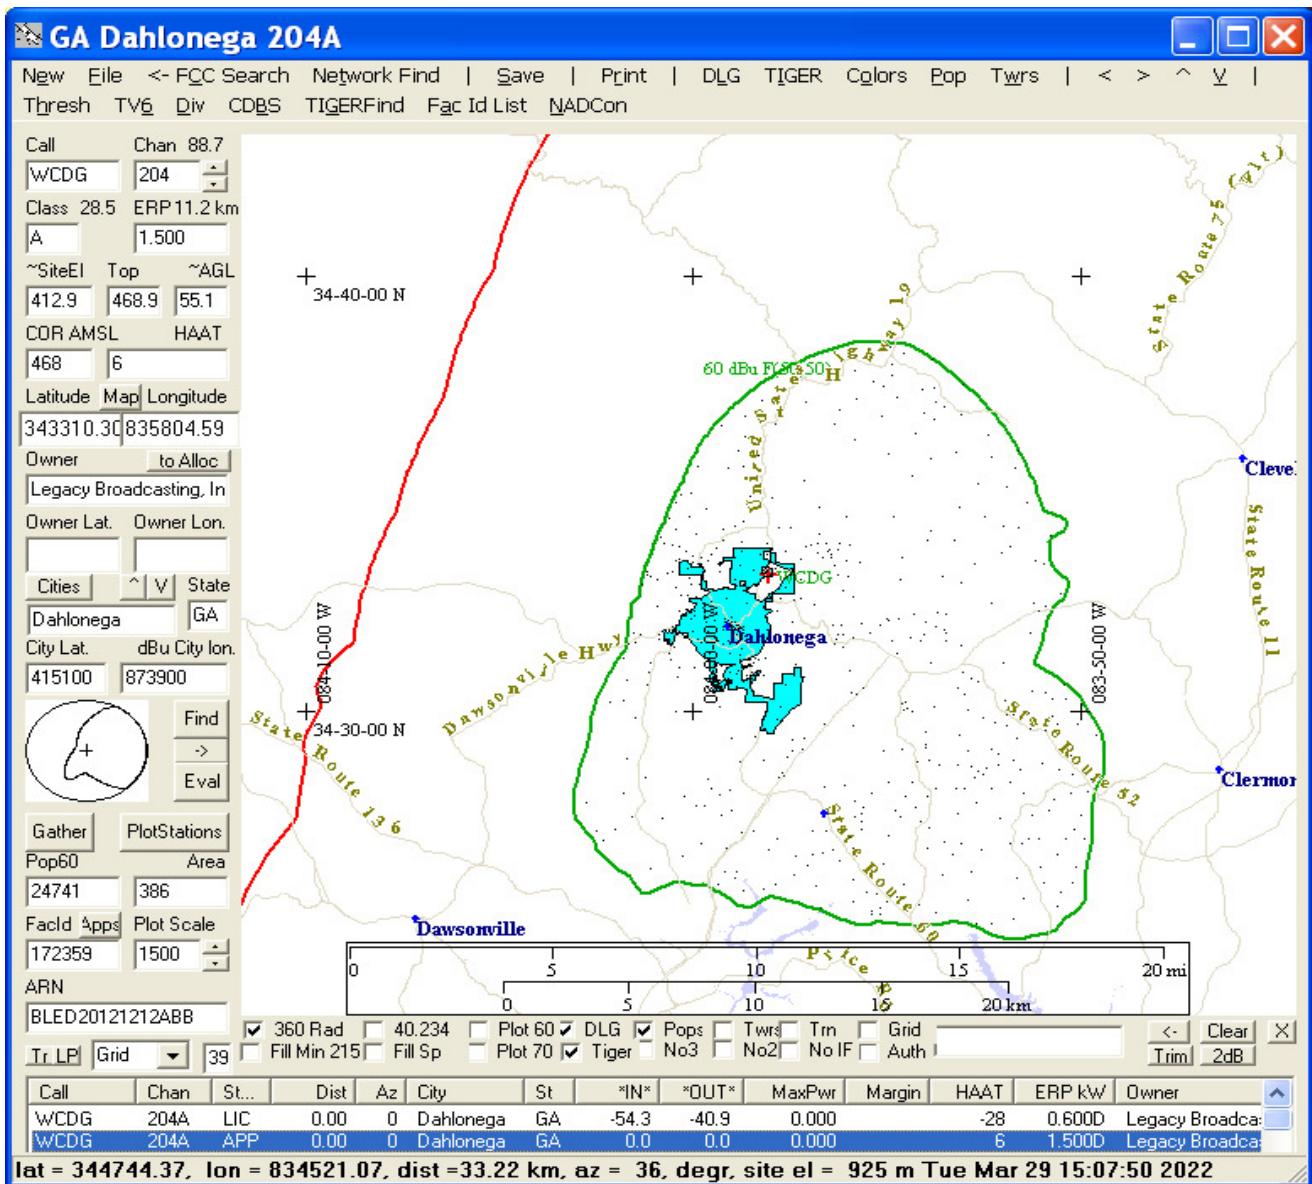 GA Dahlonega 204A
New File <- FCC Search Network Find | Save | Print | DLG TIGER Colors Pop Twrs | < > ^ V |
Thresh TV6 Div CDBS TIGERFind Fac Id List NADCon
Call Chan 88.7
WCDG 204
Class 28.5 ERP 11.2 km
A 1.500
~SiteEl Top ~AGL
412.9 468.9 55.1
COR AMSL HAAT
468 6
Latitude Map Longitude
343310.30 835804.59
Owner to Alloc
Legacy Broadcasting, In
Owner Lat. Owner Lon.
Cities ^ V State
Dahlonega GA
City Lat. dBu City lon.
415100 873900
Find
->
Eval
Gather PlotStations
Pop60 Area
24741 386
FacId Apps Plot Scale
172359 1500
ARN
BLED20121212ABB
Tr LP Grid 39
34-40-00 N
60 dBu F(50-50)
United States Highway 19
State Route 75 (Alt)
Cleve
State Route 11
WCDG
Dahlonega
084-10-00 W
084-00-00 W
083-50-00 W
Dawsonville Hwy
34-30-00 N
State Route 136
State Route 52
Clermon
State Route 60
Dawsonville
Price
0 5 10 15 20 mi
0 5 10 15 20 km
360 Rad 40.234 Plot 60 DLG Pops Twrs Trn Grid <- Clear X
Fill Min 215 Fill Sp Plot 70 Tiger No3 No2 No IF Auth Trim 2dB
Call Chan St... Dist Az City St *IN* *OUT* MaxPwr Margin HAAT ERP kW Owner
WCDG 204A LIC 0.00 0 Dahlonega GA -54.3 -40.9 0.000 -28 0.600D Legacy Broadca:
WCDG 204A APP 0.00 0 Dahlonega GA 0.0 0.0 0.000 6 1.500D Legacy Broadca:
lat = 344744.37, lon = 834521.07, dist =33.22 km, az = 36, degr, site el = 925 m Tue Mar 29 15:07:50 2022